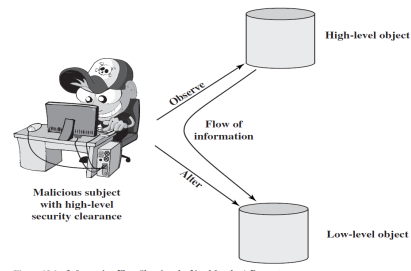 High-level object
Observe
Flow of
information
Alter
Malicious subject
with high-level
security clearance
Low-level object